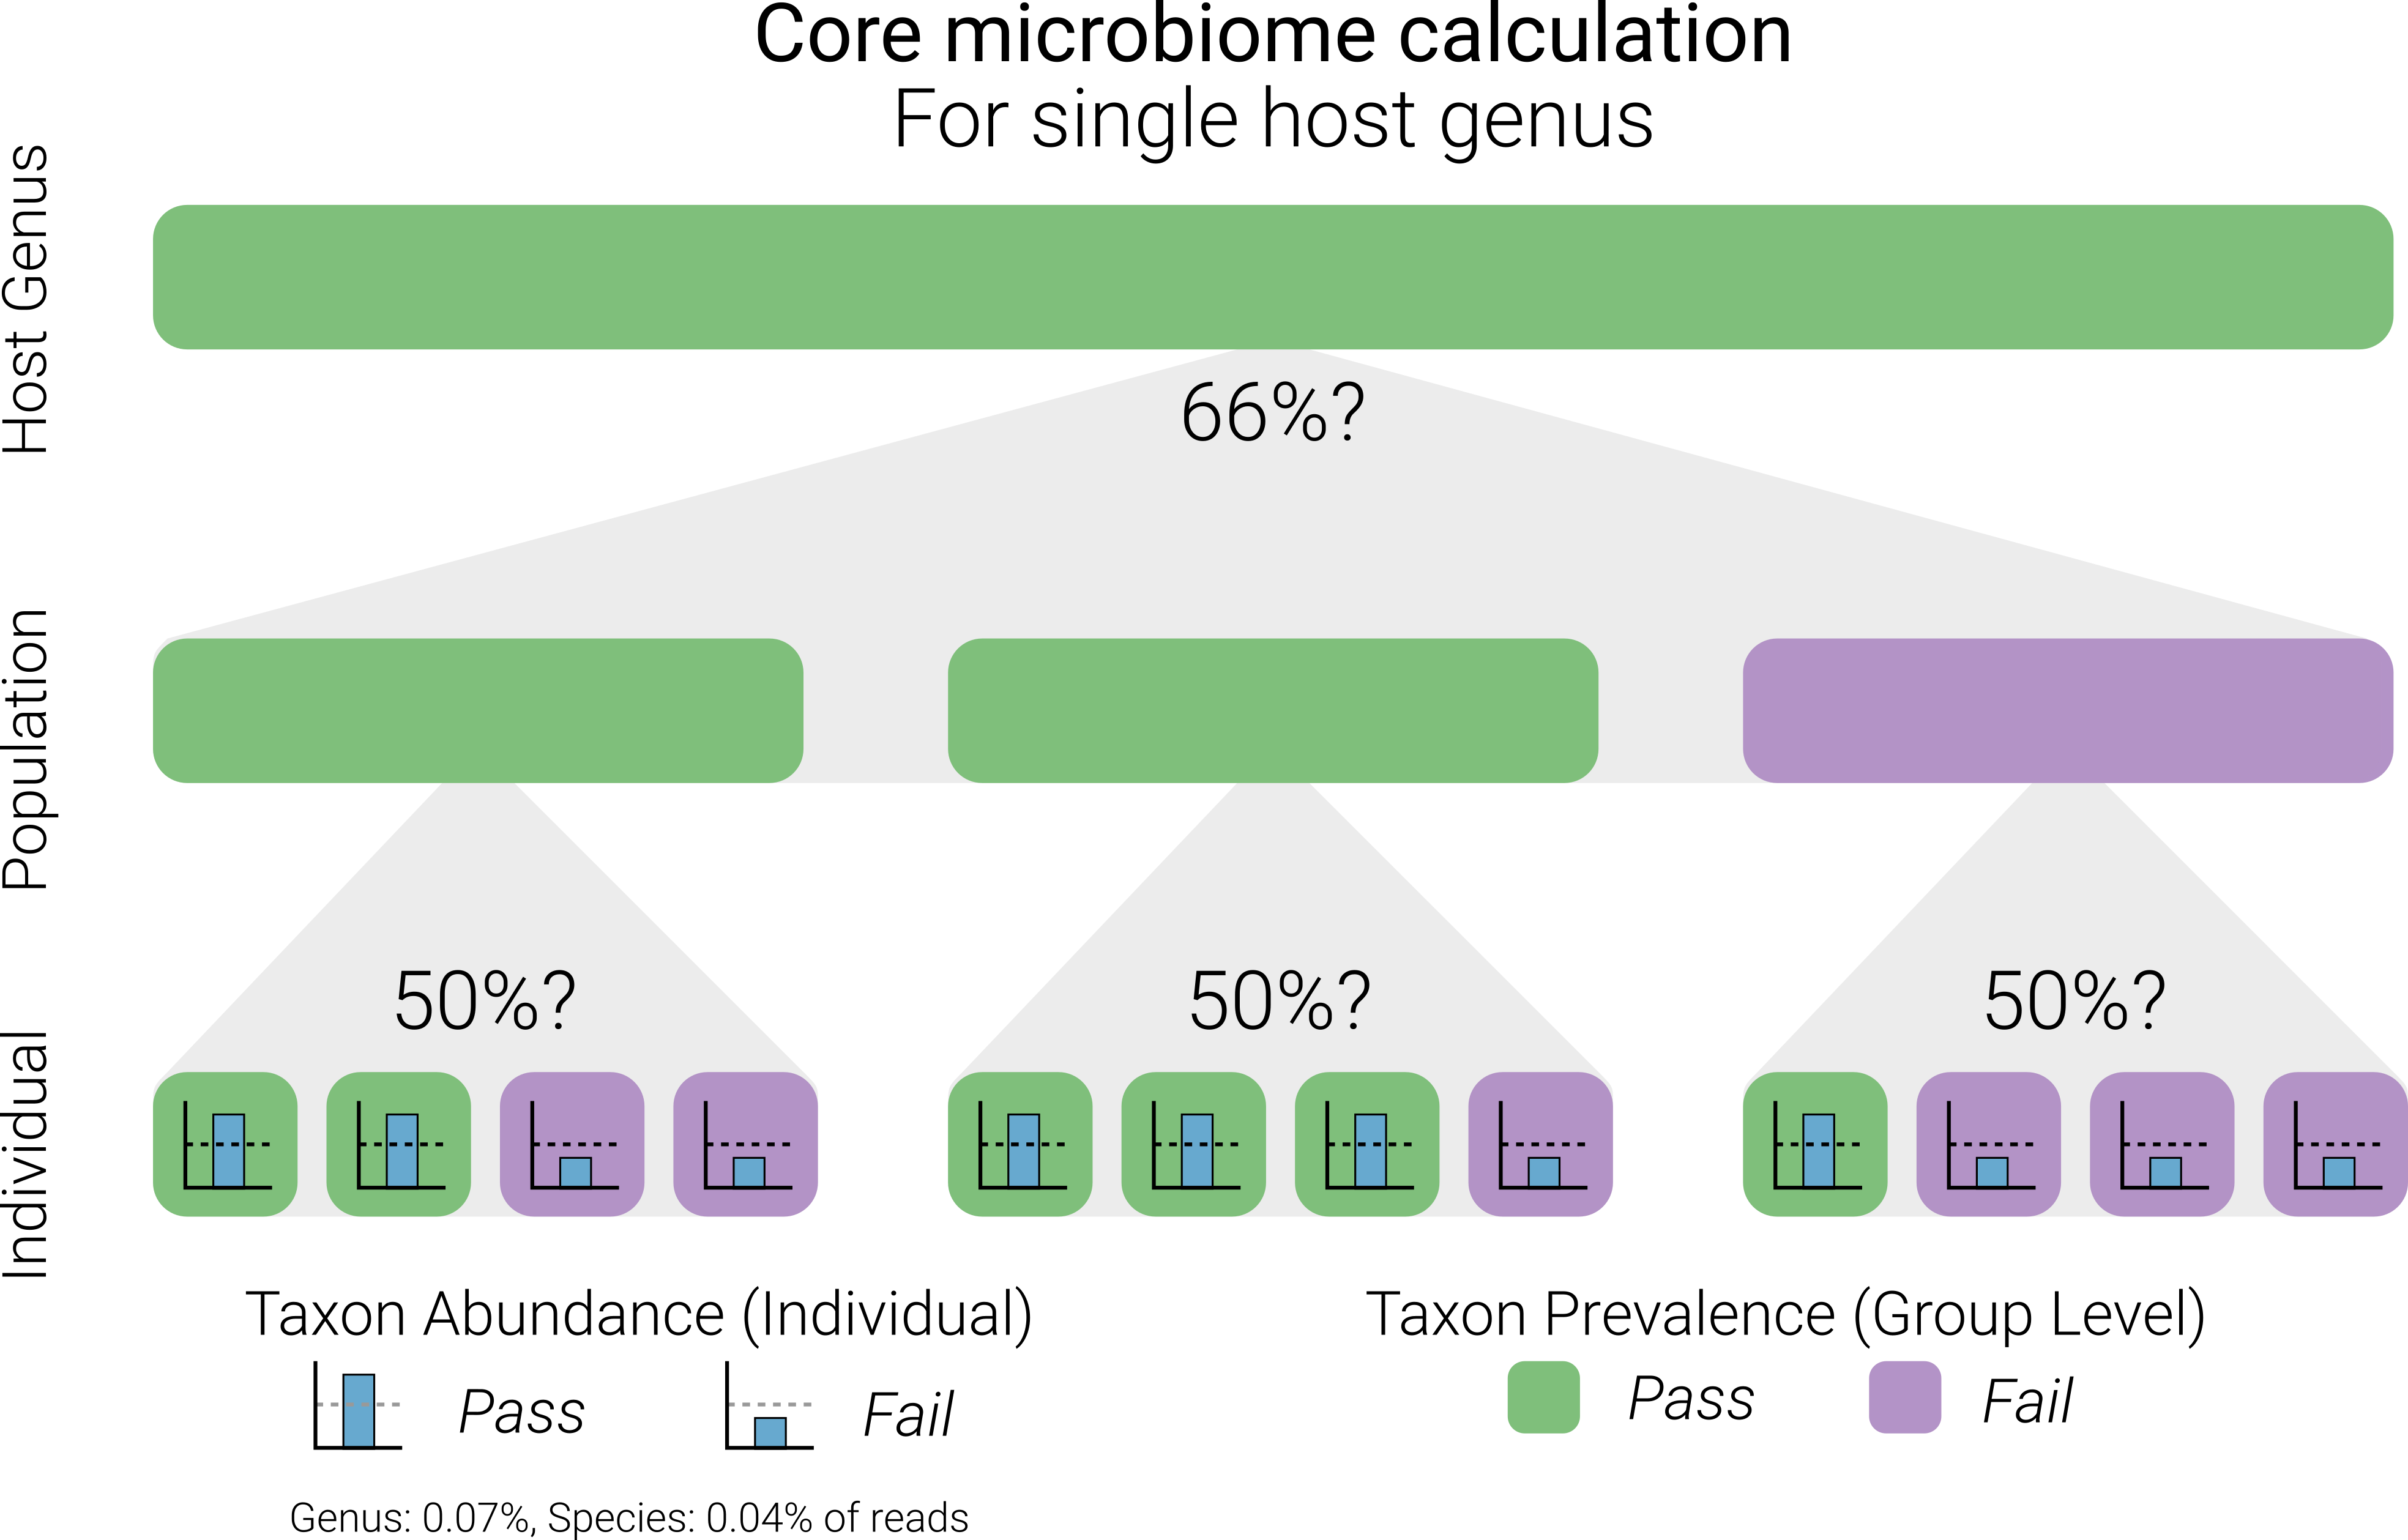 Core microbiome calculation
For single host genus
Host Genus
66%?
Population
50%?
50%?
50%?
Individual
Taxon Abundance (Individual)
Pass
Fail
Genus: 0.07%, Species: 0.04% of reads
Taxon Prevalence (Group Level)
Pass
Fail